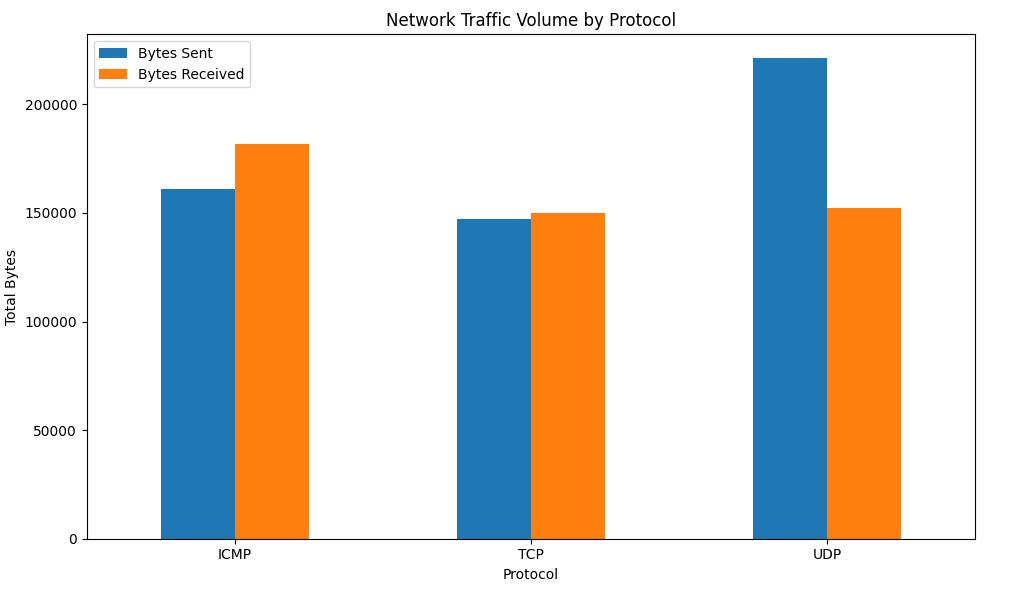 Network Traffic Volume by Protocol
Bytes Sent
Bytes Received
Total Bytes
200000
150000
100000
50000
0
ICMP
TCP
UDP
Protocol